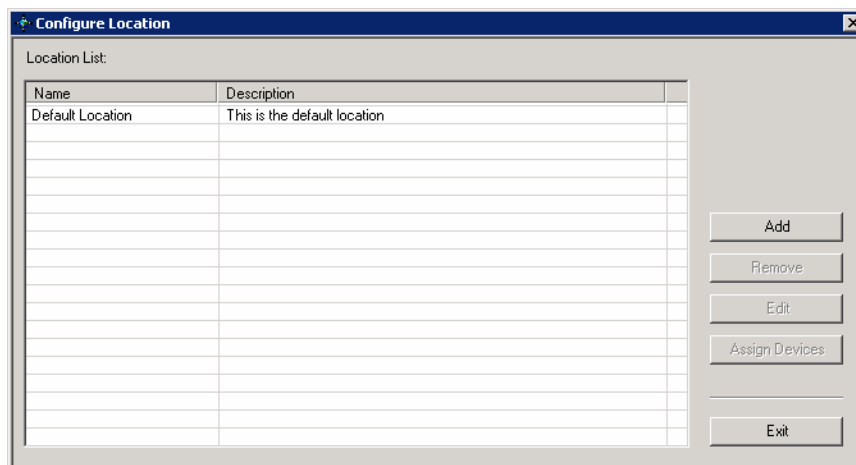 Configure Location
Location List:
Name Description
Default Location This is the default location
Add
Remove
Edit
Assign Devices
Exit